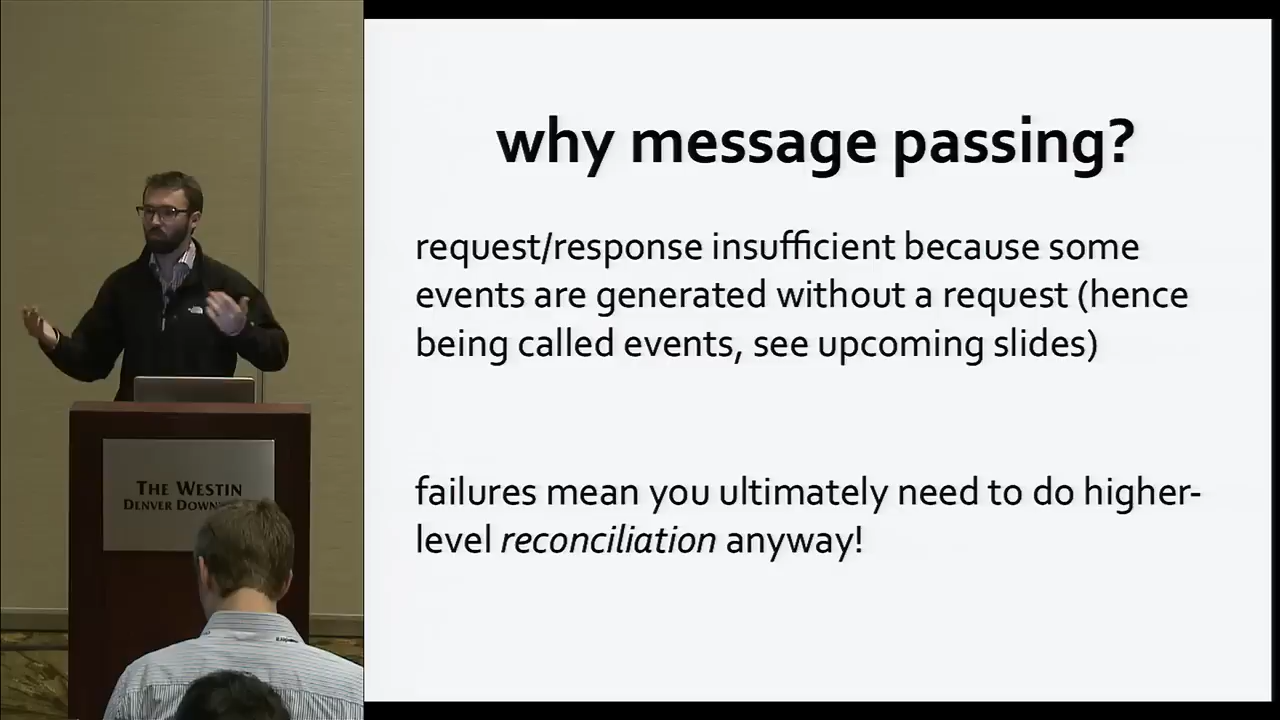 why message passing?
request/response insufficient because some
events are generated without a request (hence
being called events, see upcoming slides)
failures mean you ultimately need to do higher-
level reconciliation anyway!
THE WESTIN
DENVER